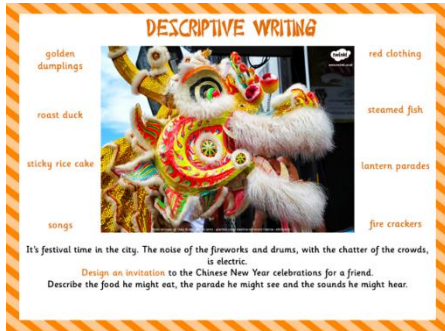 DESCRIPTIVE WRITING
golden
dumplings
red clothing
roast duck
steamed fish
sticky rice cake
lantern parades
songs
fire crackers
It's festival time in the city. The noise of the fireworks and drums, with the chatter of the crowds,
is electric.
Design an invitation to the Chinese New Year celebrations for a friend.
Describe the food he might eat, the parade he might see and the sounds he might hear.